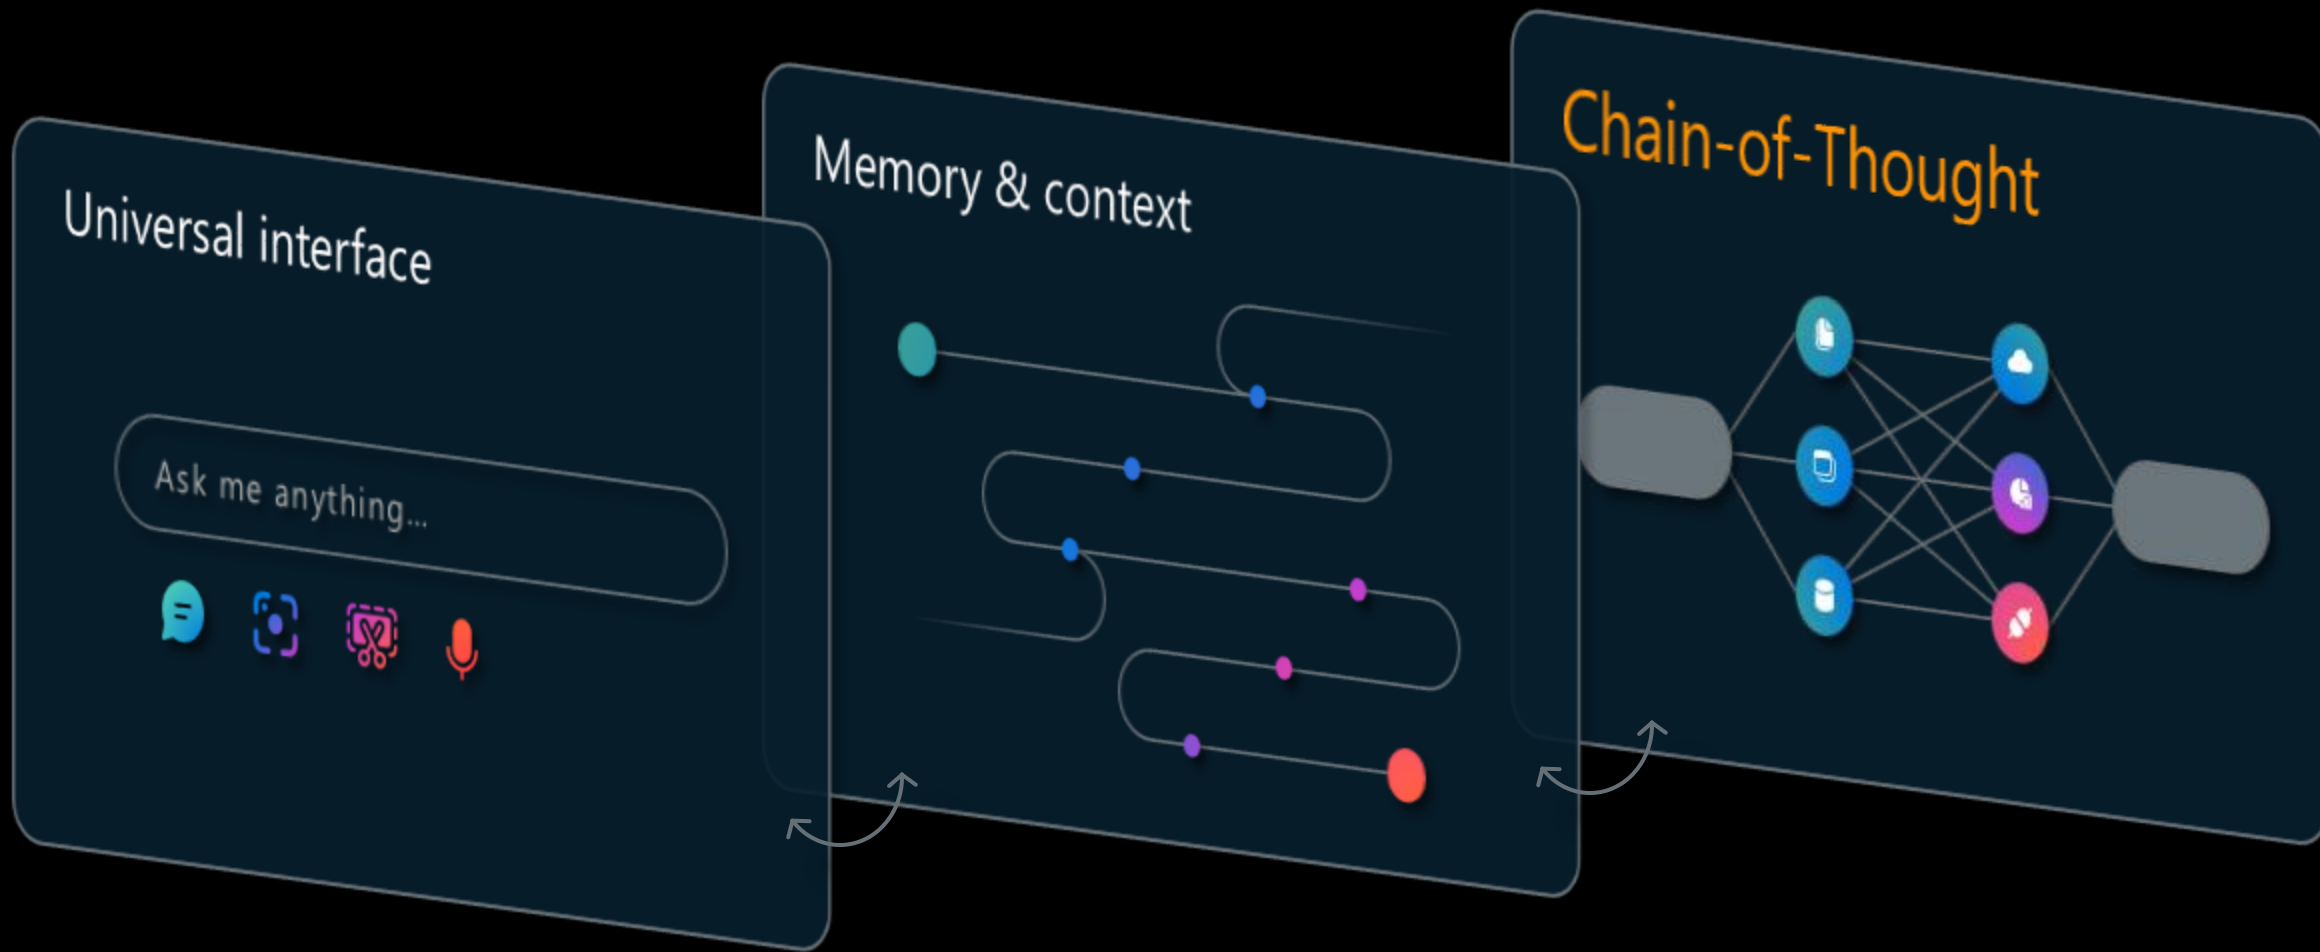 Universal interface
Ask me anything...
Memory & context
Chain-of-Thought